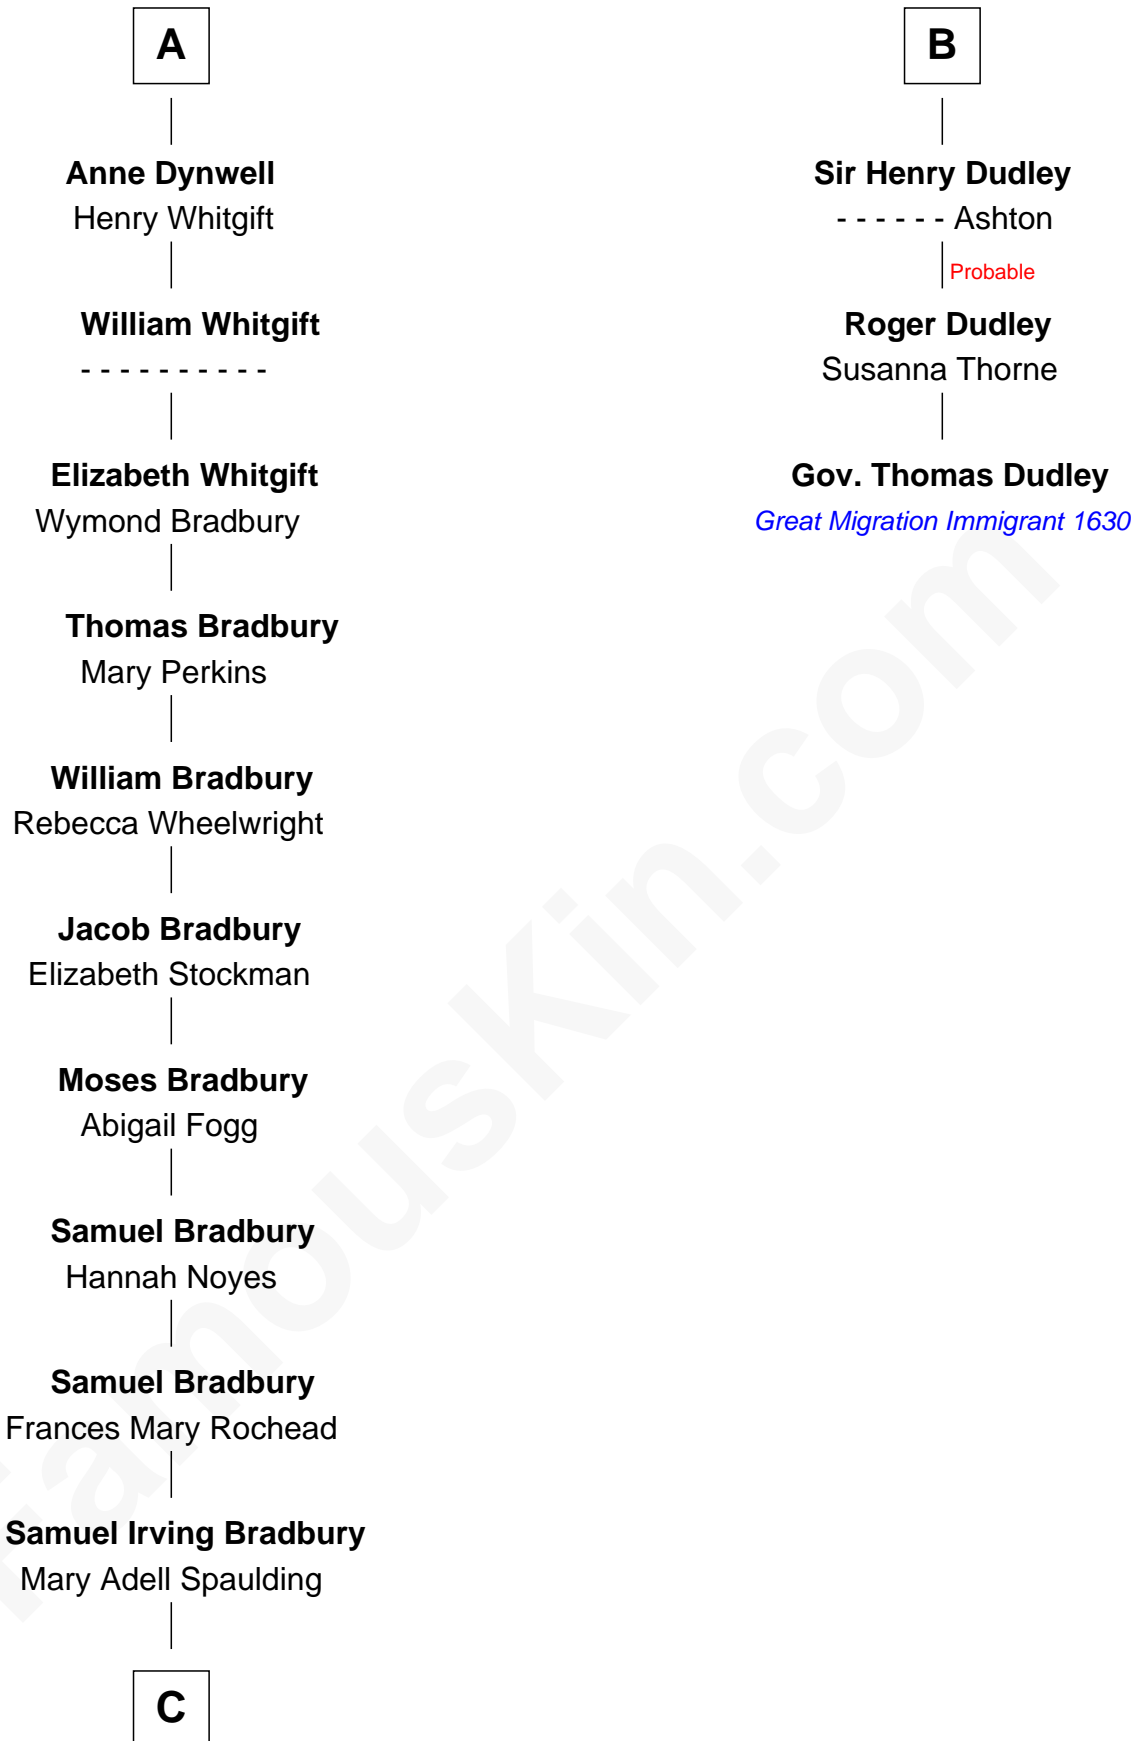 A
Anne Dynwell
Henry Whitgift
William Whitgift
- - - - - - - - - -
Elizabeth Whitgift
Wymond Bradbury
Thomas Bradbury
Mary Perkins
William Bradbury
Rebecca Wheelwright
Jacob Bradbury
Elizabeth Stockman
Moses Bradbury
Abigail Fogg
Samuel Bradbury
Hannah Noyes
Samuel Bradbury
Frances Mary Rochead
Samuel Irving Bradbury
Mary Adell Spaulding
C
B
Sir Henry Dudley
- - - - - - Ashton
Probable
Roger Dudley
Susanna Thorne
Gov. Thomas Dudley
Great Migration Immigrant 1630
FamousKin.com